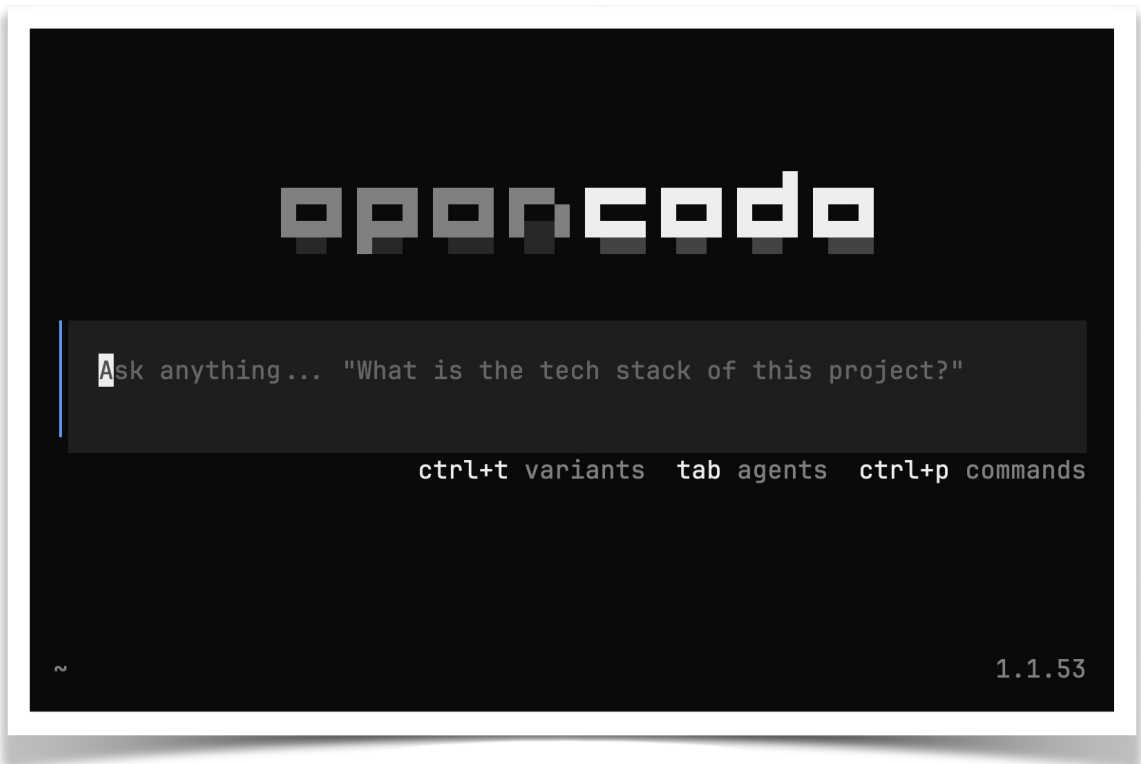 opencode
Ask anything... "What is the tech stack of this project?"
ctrl+t variants  tab agents  ctrl+p commands
~ 1.1.53